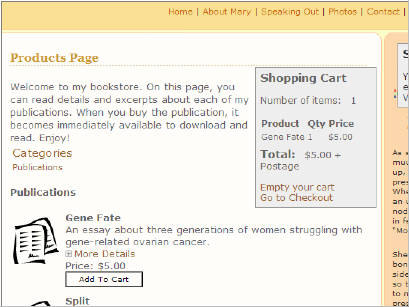 Home | About Mary | Speaking Out | Photos | Contact |
Products Page
Welcome to my bookstore. On this page, you
can read details and excerpts about each of my
publications. When you buy the publication, it
becomes immediately available to download and
read. Enjoy!
Categories
Publications
Shopping Cart
Number of items: 1
Product Qty Price
Gene Fate 1 $5.00
Total: $5.00 +
Postage
Empty your cart
Go to Checkout
Publications
Gene Fate
An essay about three generations of women struggling with
gene-related ovarian cancer.
More Details
Price: $5.00
Add To Cart
Split
As s
up,
pres
Whe
an u
nod
in fe
"Mo
She
bon
side
so t
to n